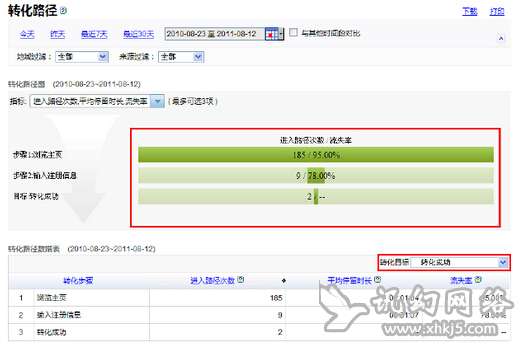 转化路径
下载 打印
今天 昨天 最近7天 最近30天 2010-08-23 至 2011-08-12 与其他时间段对比
地域过滤: 全部 来源过滤: 全部
转化路径图 (2010-08-23~2011-08-12)
指标: 进入路径次数,平均停留时长,流失率 (最多可选3项)
进入路径次数 / 流失率
步骤1:浏览主页 185 / 95.00%
步骤2:输入注册信息 9 / 78.00%
目标:转化成功 2 / --
转化路径数据表 (2010-08-23~2011-08-12)
转化目标 转化成功
转化步骤 进入路径次数 平均停留时长 流失率
1 浏览主页 185 00:01:04 95.00%
2 输入注册信息 9 00:01:07 78.00%
3 转化成功 2
讯幻网络
www.xhkj5.com